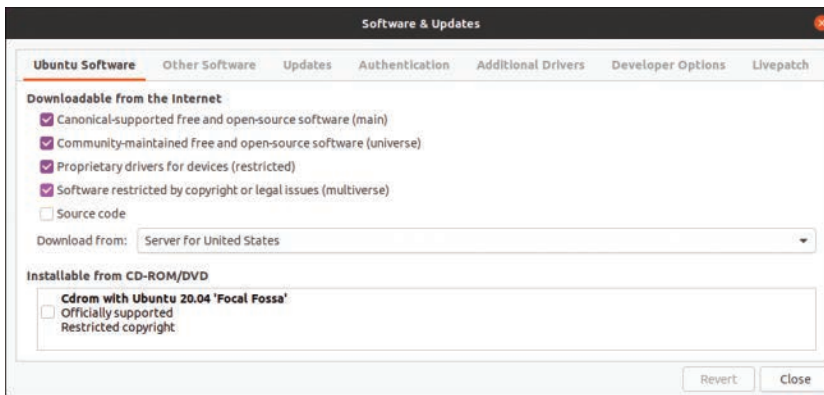 Software & Updates
Ubuntu Software Other Software Updates Authentication Additional Drivers Developer Options Livepatch
Downloadable from the Internet
Canonical-supported free and open-source software (main)
Community-maintained free and open-source software (universe)
Proprietary drivers for devices (restricted)
Software restricted by copyright or legal issues (multiverse)
Source code
Download from: Server for United States
Installable from CD-ROM/DVD
Cdrom with Ubuntu 20.04 'Focal Fossa'
Officially supported
Restricted copyright
Revert Close